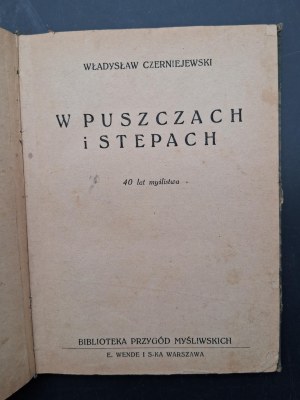 WŁADYSŁAW CZERNIEJEWSKI
W PUSZCZACH
i STEPACH
40 lat myślistwa
BIBLIOTEKA PRZYGÓD MYŚLIWSKICH
E. WENDE I S-KA WARSZAWA